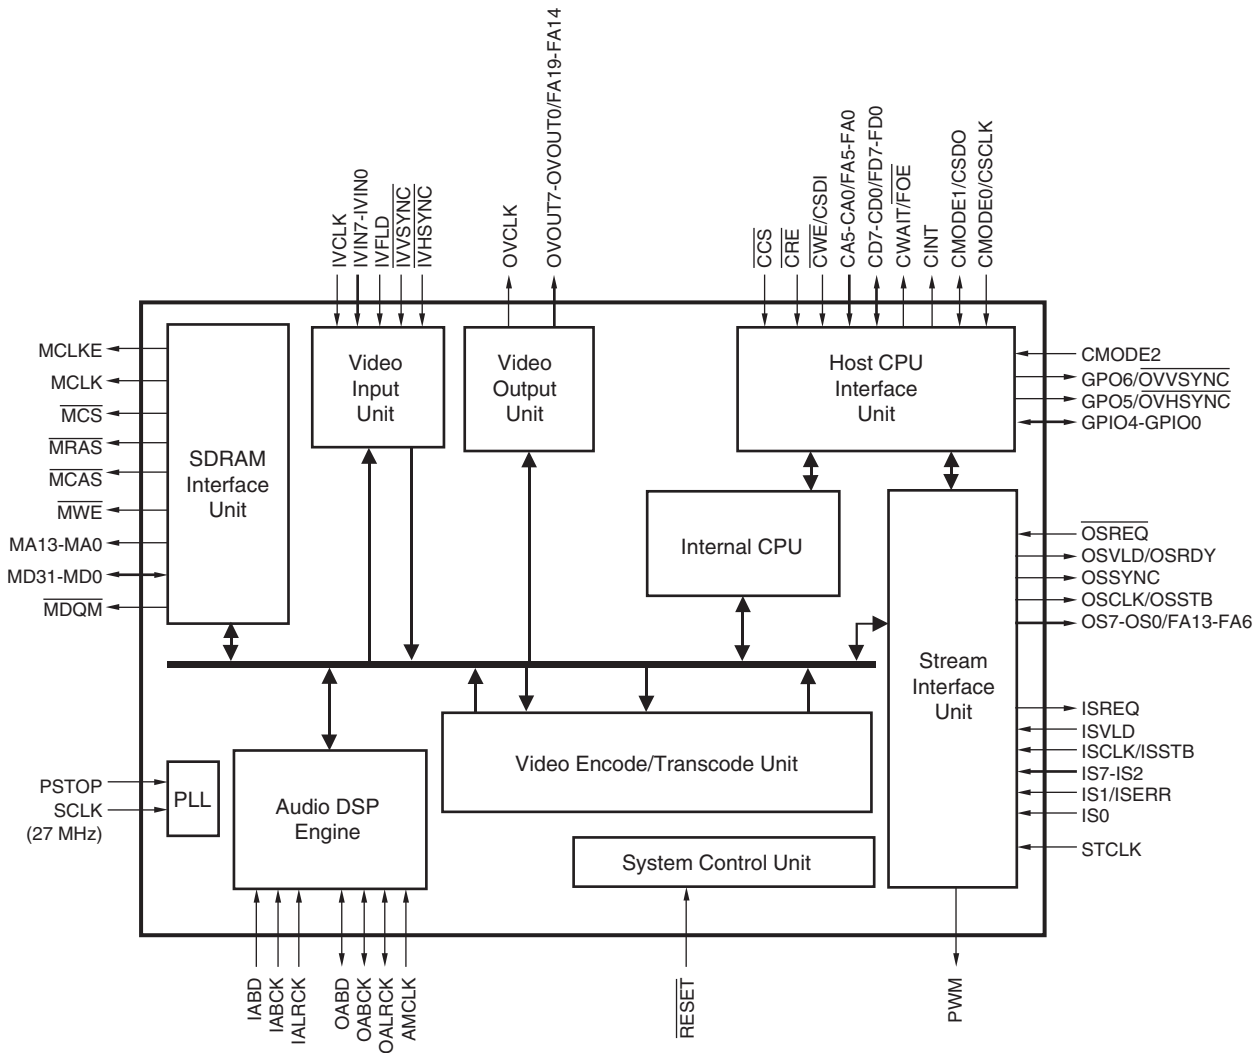 IVCLK
IVIN7-IVIN0
IVFLD
IVVSYNC
IVHSYNC
OVCLK
OVOUT7-OVOUT0/FA19-FA14
CCS
CRE
CWE/CSDI
CA5-CA0/FA5-FA0
CD7-CD0/FD7-FD0
CWAIT/FOE
CINT
CMODE1/CSDO
CMODE0/CSCLK
MCLKE
MCLK
MCS
MRAS
MCAS
MWE
MA13-MA0
MD31-MD0
MDQM
SDRAM
Interface
Unit
Video
Input
Unit
Video
Output
Unit
Host CPU
Interface
Unit
CMODE2
GPO6/OVVSYNC
GPO5/OVHSYNC
GPIO4-GPIO0
Internal CPU
Stream
Interface
Unit
OSREQ
OSVLD/OSRDY
OSSYNC
OSCLK/OSSTB
OS7-OS0/FA13-FA6
ISREQ
ISVLD
ISCLK/ISSTB
IS7-IS2
IS1/ISERR
IS0
STCLK
PSTOP
SCLK
(27 MHz)
PLL
Audio DSP
Engine
Video Encode/Transcode Unit
System Control Unit
IABD
IABCK
IALRCK
OABD
OABCK
OALRCK
AMCLK
RESET
PWM